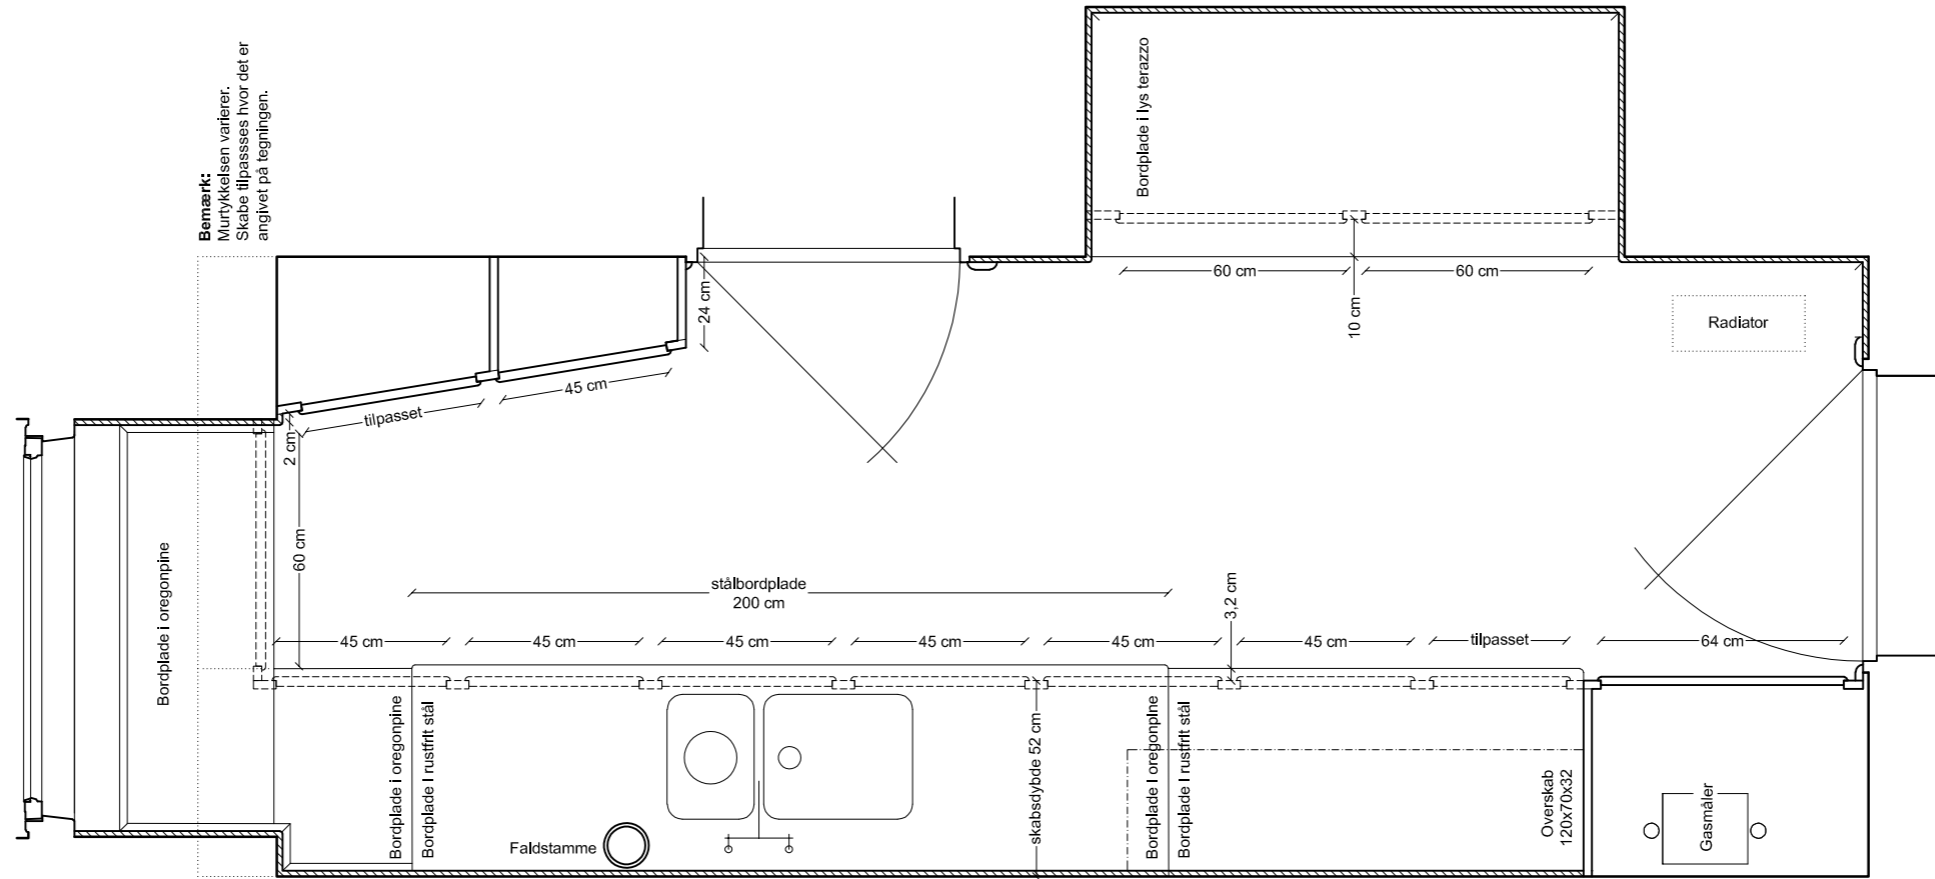 Bemærk:
Murtykkelsen varierer.
Skabe tilpassses hvor det er
angivet på tegningen.
Bordplade i lys terazzo
24 cm
60 cm
60 cm
10 cm
Radiator
45 cm
tilpasset
2 cm
60 cm
Bordplade i oregonpine
stålbordplade
200 cm
3,2 cm
45 cm
45 cm
45 cm
45 cm
45 cm
45 cm
tilpasset
64 cm
Bordplade i oregonpine
Bordplade i rustfrit stål
skabsdybde 52 cm
Bordplade i oregonpine
Bordplade i rustfrit stål
Overskab
120x70x32
Gasmåler
Faldstamme